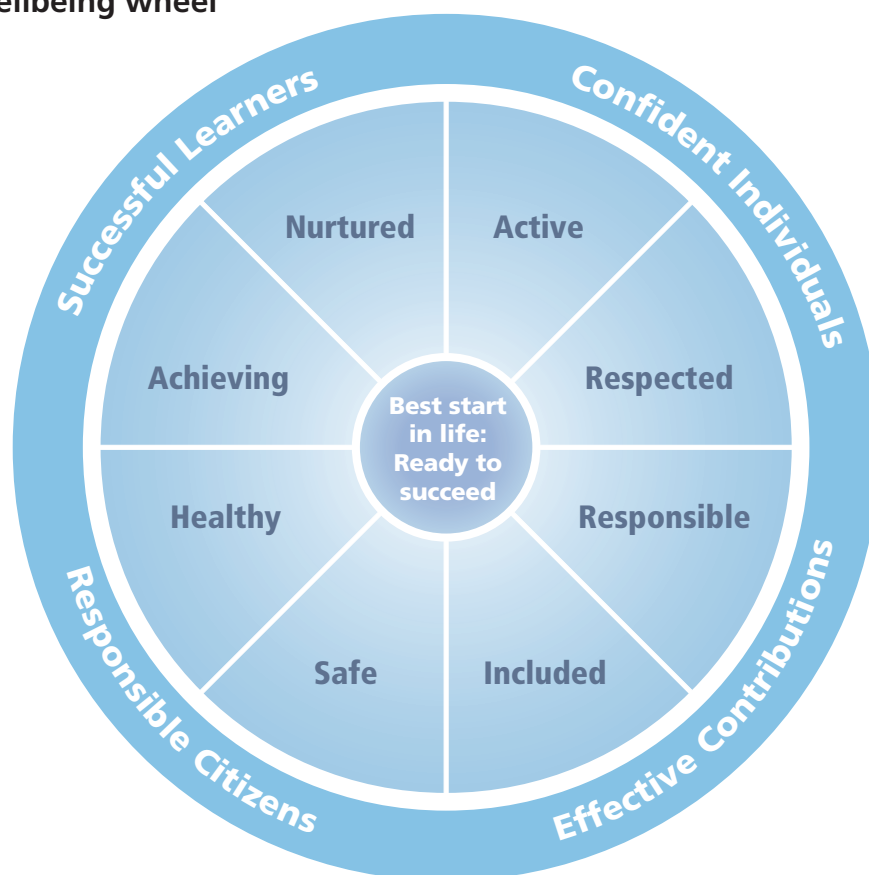 wheel
Successful Learners
Confident Individuals
Nurtured
Active
Achieving
Respected
Best start
in life:
Ready to
succeed
Healthy
Responsible
Safe
Included
Responsible Citizens
Effective Contributions